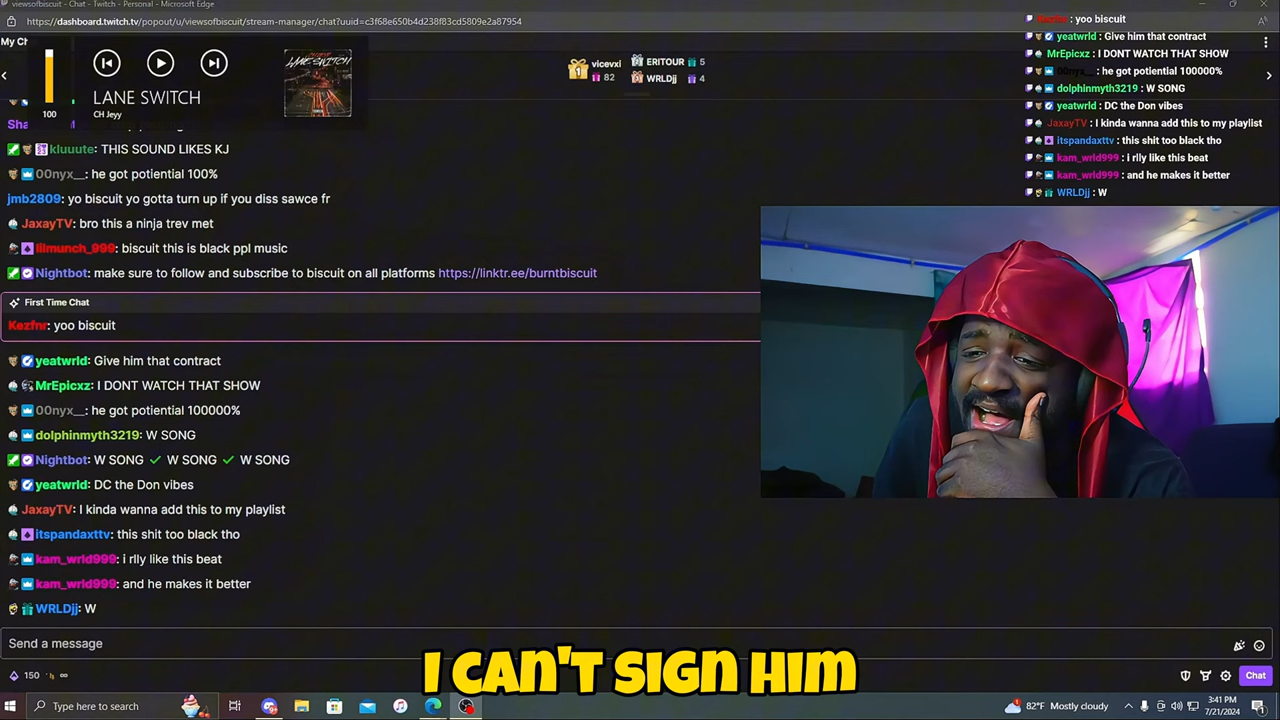 viewsofbiscuit - Chat - Twitch - Personal - Microsoft Edge
https://dashboard.twitch.tv/popout/u/viewsofbiscuit/stream-manager/chat?uuid=c3f68e650b4d238f83cd5809e2a87954
My Ch
100
LANE SWITCH
CH Jeyy
LANE SWITCH
vicevxi
82
ERITOUR 5
WRLDjj 4
Kezfnr: yoo biscuit
yeatwrld: Give him that contract
MrEpicxz: I DONT WATCH THAT SHOW
00nyx__: he got potiential 100000%
dolphinmyth3219: W SONG
yeatwrld: DC the Don vibes
JaxayTV: I kinda wanna add this to my playlist
itspandaxttv: this shit too black tho
kam_wrld999: i rlly like this beat
kam_wrld999: and he makes it better
WRLDjj: W
kluuute: THIS SOUND LIKES KJ
00nyx__: he got potiential 100%
jmb2809: yo biscuit yo gotta turn up if you diss sawce fr
JaxayTV: bro this a ninja trev met
lilmunch_999: biscuit this is black ppl music
Nightbot: make sure to follow and subscribe to biscuit on all platforms https://linktr.ee/burntbiscuit
First Time Chat
Kezfnr: yoo biscuit
yeatwrld: Give him that contract
MrEpicxz: I DONT WATCH THAT SHOW
00nyx__: he got potiential 100000%
dolphinmyth3219: W SONG
Nightbot: W SONG ✓ W SONG ✓ W SONG
yeatwrld: DC the Don vibes
JaxayTV: I kinda wanna add this to my playlist
itspandaxttv: this shit too black tho
kam_wrld999: i rlly like this beat
kam_wrld999: and he makes it better
WRLDjj: W
Send a message
I CAN'T SIGN HIM
150
Chat
Type here to search
82°F Mostly cloudy
3:41 PM
7/21/2024